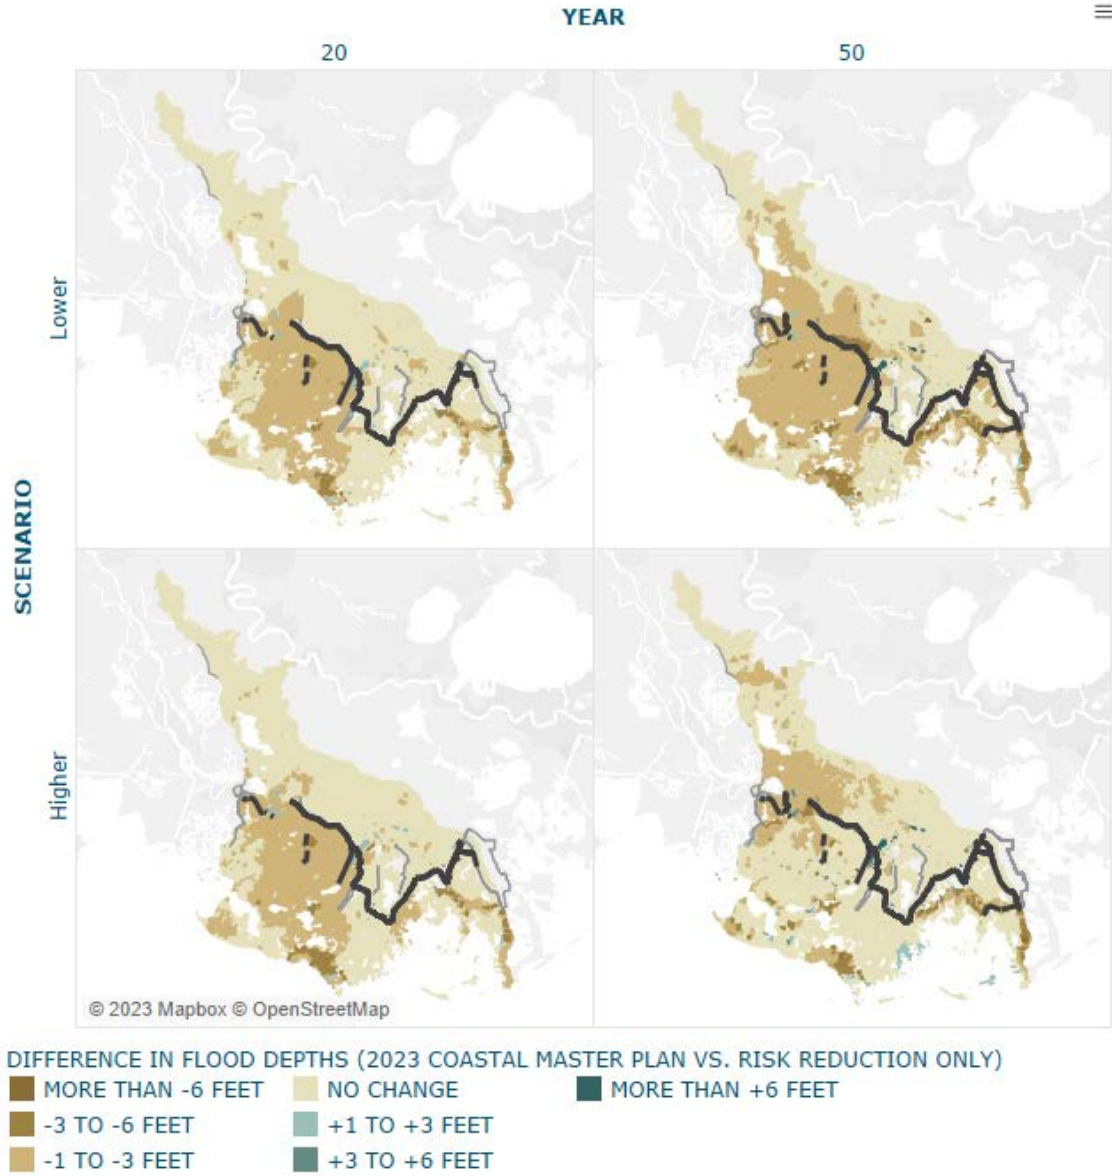 YEAR
20
50
SCENARIO
Lower
Higher
© 2023 Mapbox © OpenStreetMap
DIFFERENCE IN FLOOD DEPTHS (2023 COASTAL MASTER PLAN VS. RISK REDUCTION ONLY)
MORE THAN -6 FEET
NO CHANGE
MORE THAN +6 FEET
-3 TO -6 FEET
+1 TO +3 FEET
-1 TO -3 FEET
+3 TO +6 FEET